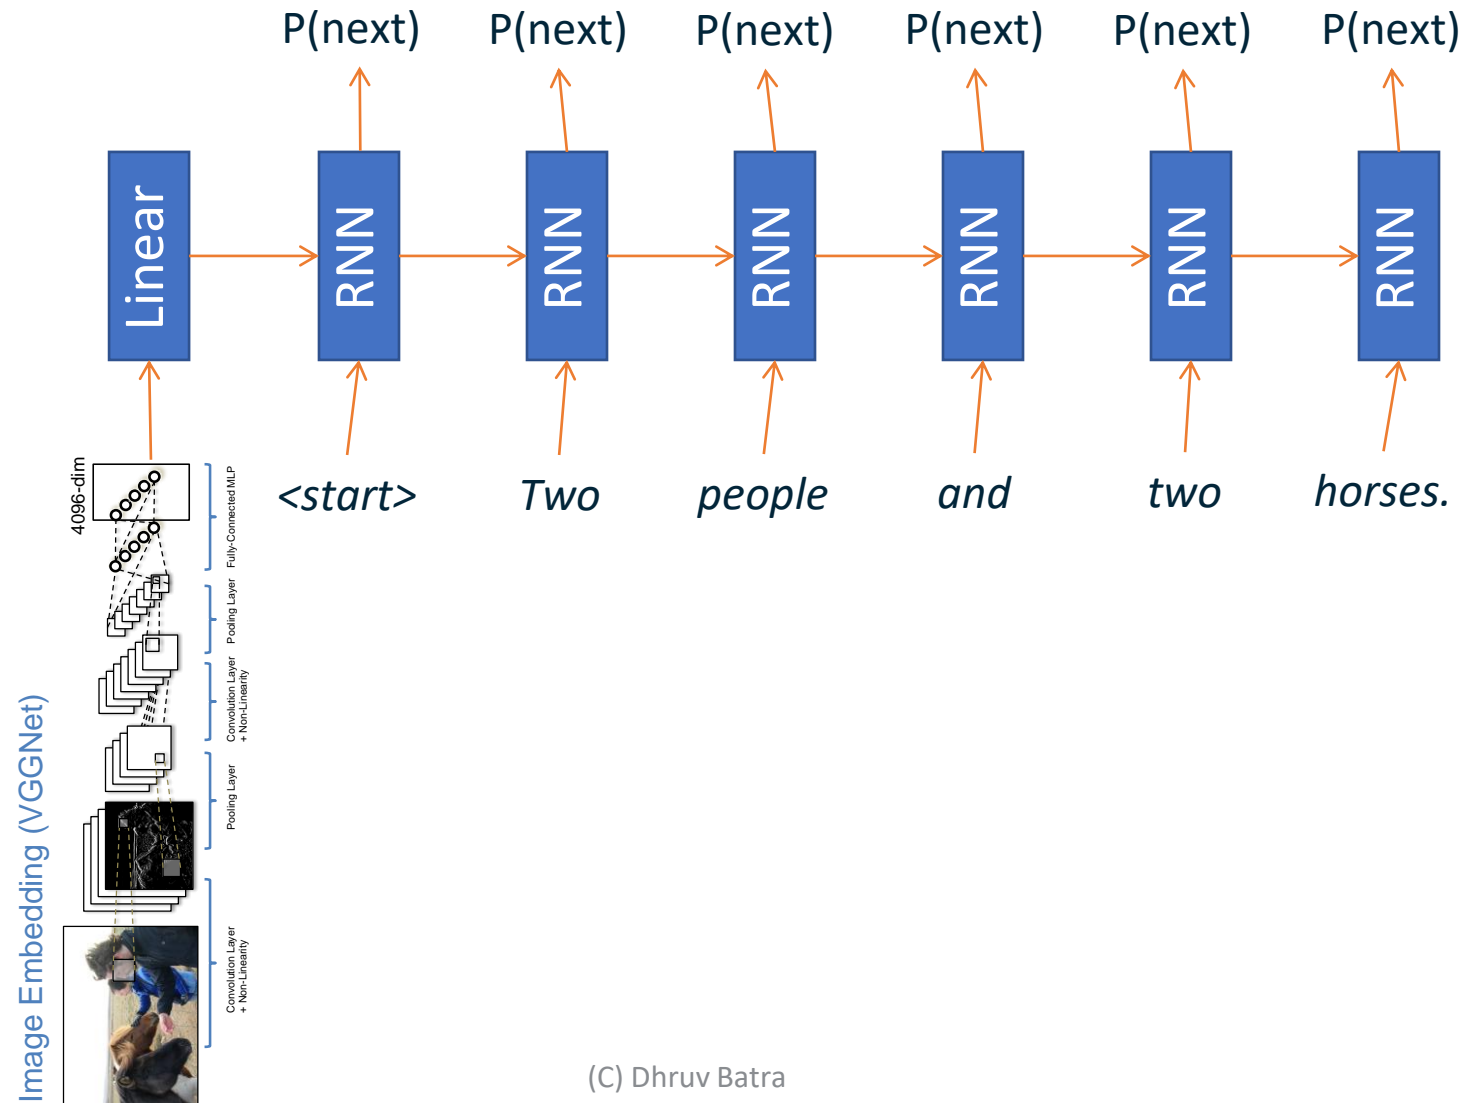 P(next) P(next) P(next) P(next) P(next) P(next)
Linear RNN RNN RNN RNN RNN RNN
<start> Two people and two horses.
4096-dim
Fully-Connected MLP
Pooling Layer
Convolution Layer
+ Non-Linearity
Pooling Layer
Convolution Layer
+ Non-Linearity
Image Embedding (VGGNet)
(C) Dhruv Batra